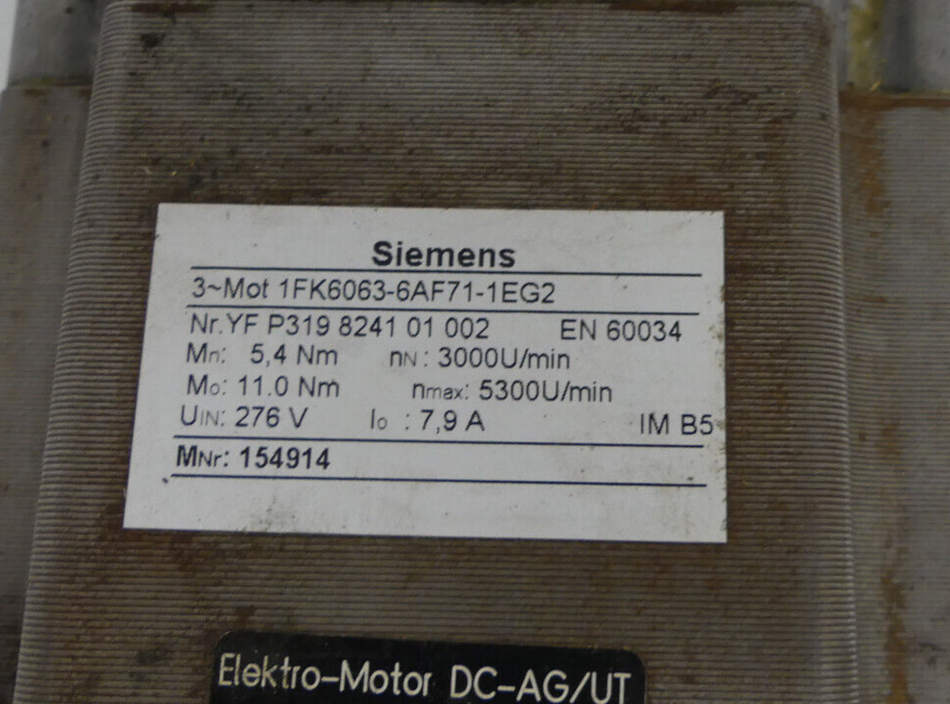 Siemens
3~Mot 1FK6063-6AF71-1EG2
Nr.YF P319 8241 01 002 EN 60034
Mn: 5,4 Nm nN: 3000U/min
Mo: 11.0 Nm nmax: 5300U/min
UIN: 276 V Io : 7,9 A IM B5
MNr: 154914
Elektro-Motor DC-AG/UT